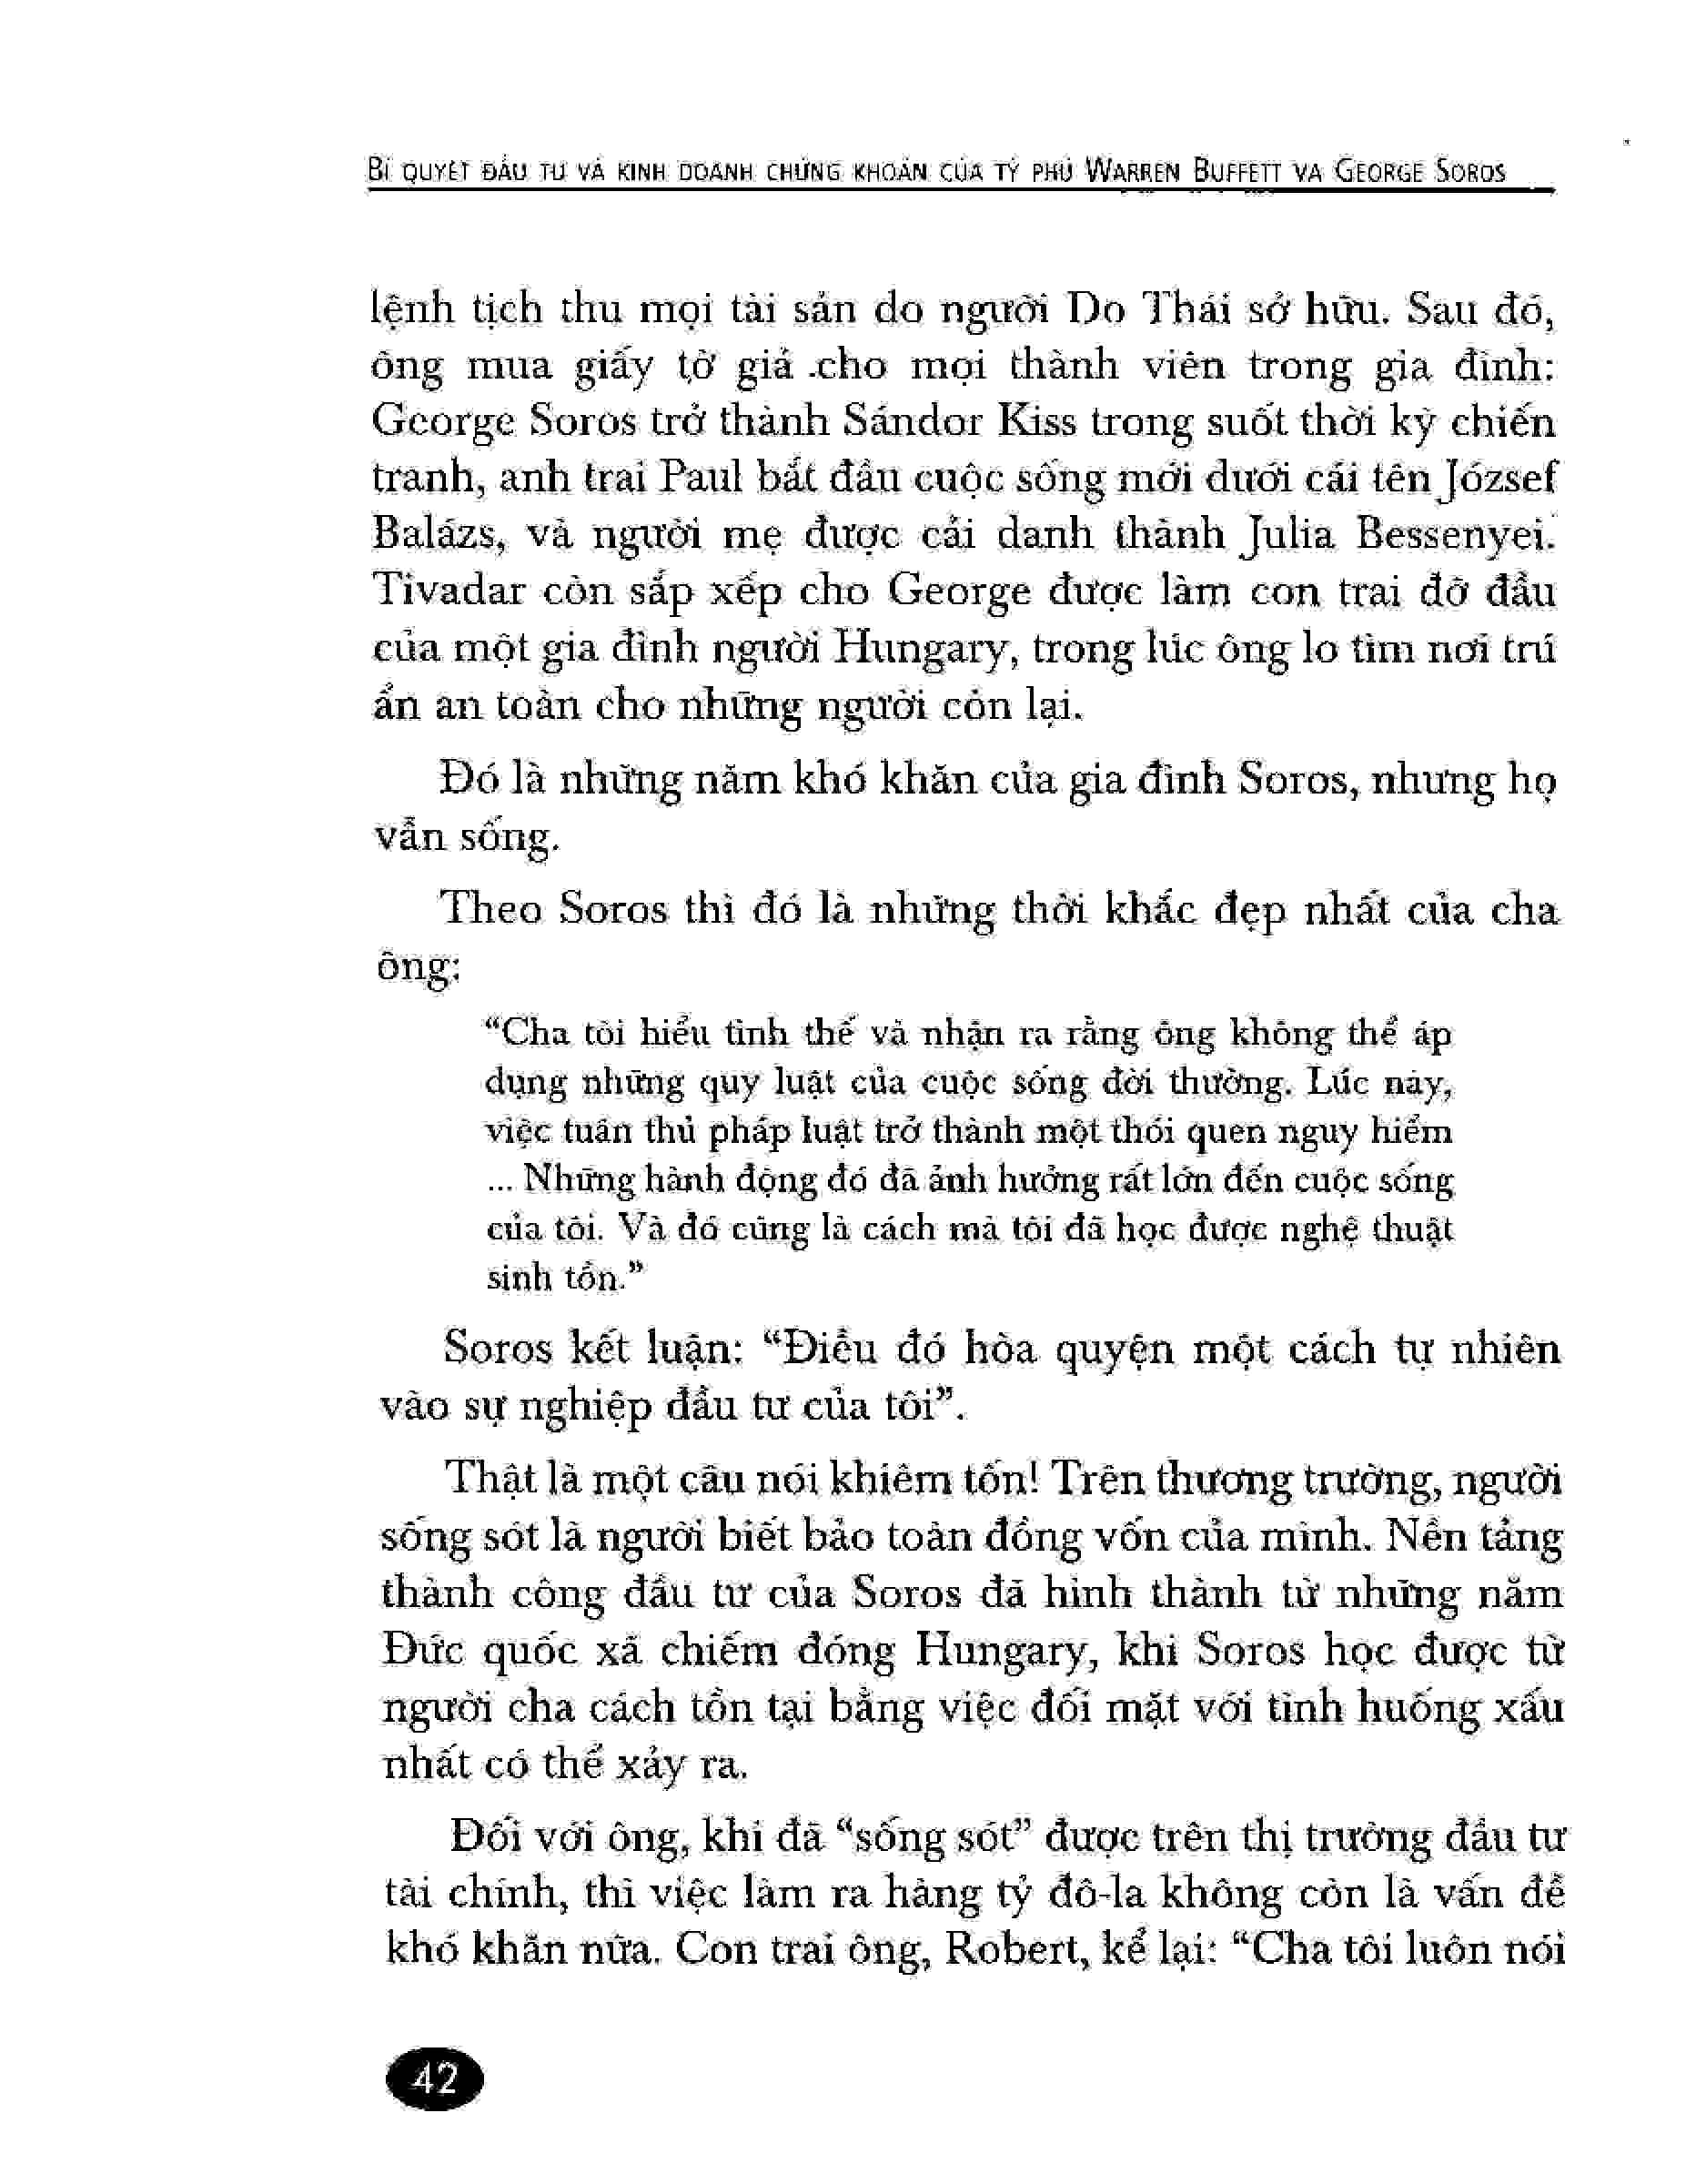 BÍ QUYẾT ĐẦU TƯ VÀ KINH DOANH CHỨNG KHOÁN CỦA TỶ PHÚ WARREN BUFFETT VÀ GEORGE SOROS
lệnh tịch thu mọi tài sản do người Do Thái sở hữu. Sau đó,
ông mua giấy tờ giả cho mọi thành viên trong gia đình:
George Soros trở thành Sándor Kiss trong suốt thời kỳ chiến
tranh, anh trai Paul bắt đầu cuộc sống mới dưới cái tên József
Balázs, và người mẹ được cải danh thành Julia Bessenyei.
Tivadar còn sắp xếp cho George được làm con trai đỡ đầu
của một gia đình người Hungary, trong lúc ông lo tìm nơi trú
ẩn an toàn cho những người còn lại.
Đó là những năm khó khăn của gia đình Soros, nhưng họ
vẫn sống.
Theo Soros thì đó là những thời khắc đẹp nhất của cha
ông:
“Cha tôi hiểu tình thế và nhận ra rằng ông không thể áp
dụng những quy luật của cuộc sống đời thường. Lúc này,
việc tuân thủ pháp luật trở thành một thói quen nguy hiểm
... Những hành động đó đã ảnh hưởng rất lớn đến cuộc sống
của tôi. Và đó cũng là cách mà tôi đã học được nghệ thuật
sinh tồn.”
Soros kết luận: “Điều đó hòa quyện một cách tự nhiên
vào sự nghiệp đầu tư của tôi”.
Thật là một câu nói khiêm tốn! Trên thương trường, người
sống sót là người biết bảo toàn đồng vốn của mình. Nền tảng
thành công đầu tư của Soros đã hình thành từ những năm
Đức quốc xã chiếm đóng Hungary, khi Soros học được từ
người cha cách tồn tại bằng việc đối mặt với tình huống xấu
nhất có thể xảy ra.
Đối với ông, khi đã “sống sót” được trên thị trường đầu tư
tài chính, thì việc làm ra hàng tỷ đô-la không còn là vấn đề
khó khăn nữa. Con trai ông, Robert, kể lại: “Cha tôi luôn nói
42